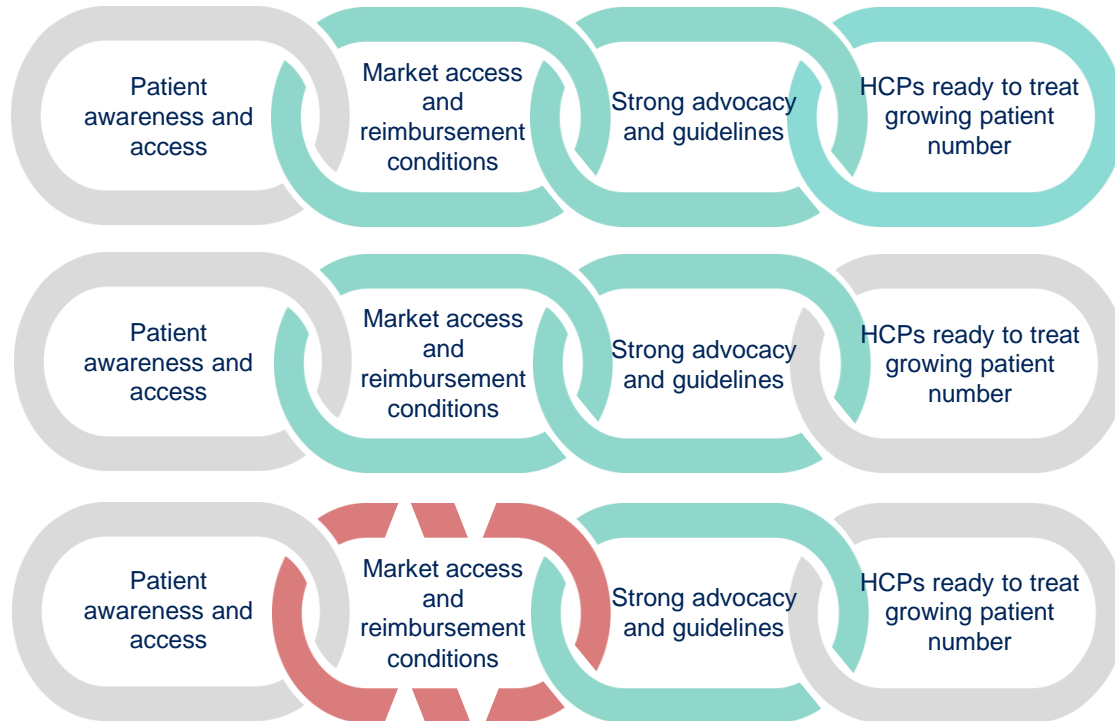 Patient
awareness and
access
Market access
and
reimbursement
conditions
Strong advocacy
and guidelines
HCPs ready to treat
growing patient
number
Patient
awareness and
access
Market access
and
reimbursement
conditions
Strong advocacy
and guidelines
HCPs ready to treat
growing patient
number
Patient
awareness and
access
Market access
and
reimbursement
conditions
Strong advocacy
and guidelines
HCPs ready to treat
growing patient
number